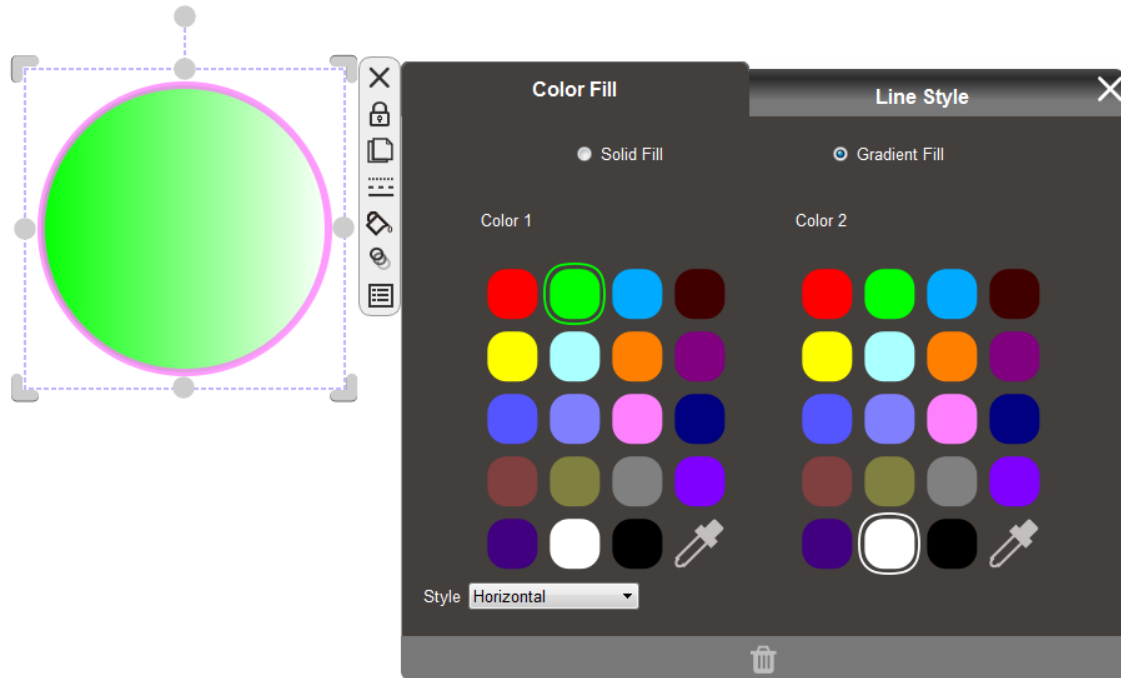 Color Fill
Line Style
Solid Fill
Gradient Fill
Color 1
Color 2
Style
Horizontal